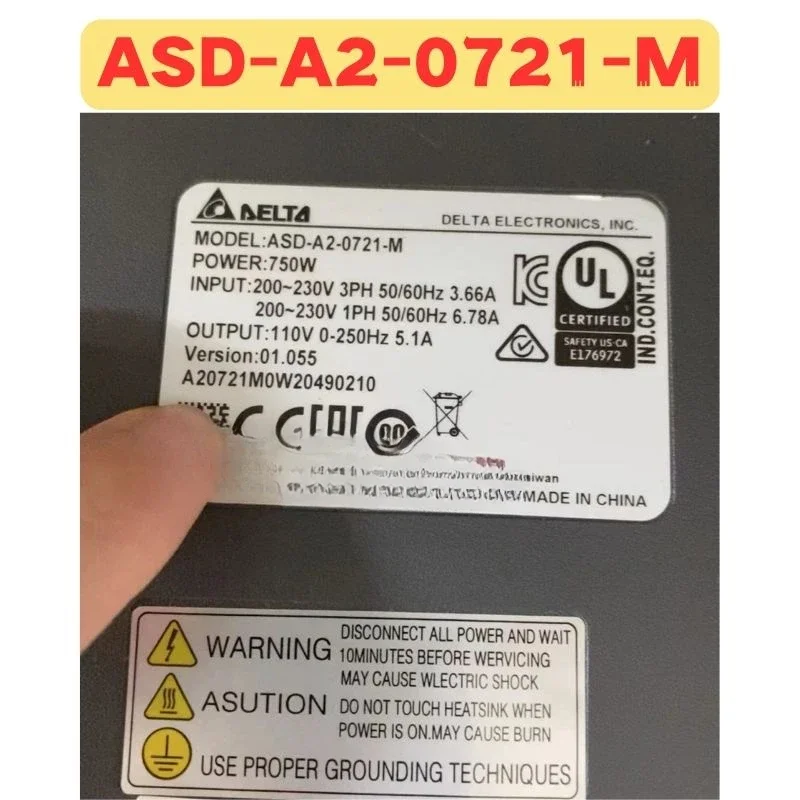 ASD-A2-0721-M
DELTA
DELTA ELECTRONICS, INC.
MODEL:ASD-A2-0721-M
POWER:750W
INPUT:200~230V 3PH 50/60Hz 3.66A
200~230V 1PH 50/60Hz 6.78A
OUTPUT:110V 0-250Hz 5.1A
Version:01.055
A20721M0W20490210
UL
CERTIFIED
SAFETY US-CA
E176972
IND.CONT.EQ.
MADE IN CHINA
WARNING
DISCONNECT ALL POWER AND WAIT
10MINUTES BEFORE WERVICING
MAY CAUSE WLECTRIC SHOCK
ASUTION
DO NOT TOUCH HEATSINK WHEN
POWER IS ON.MAY CAUSE BURN
USE PROPER GROUNDING TECHNIQUES